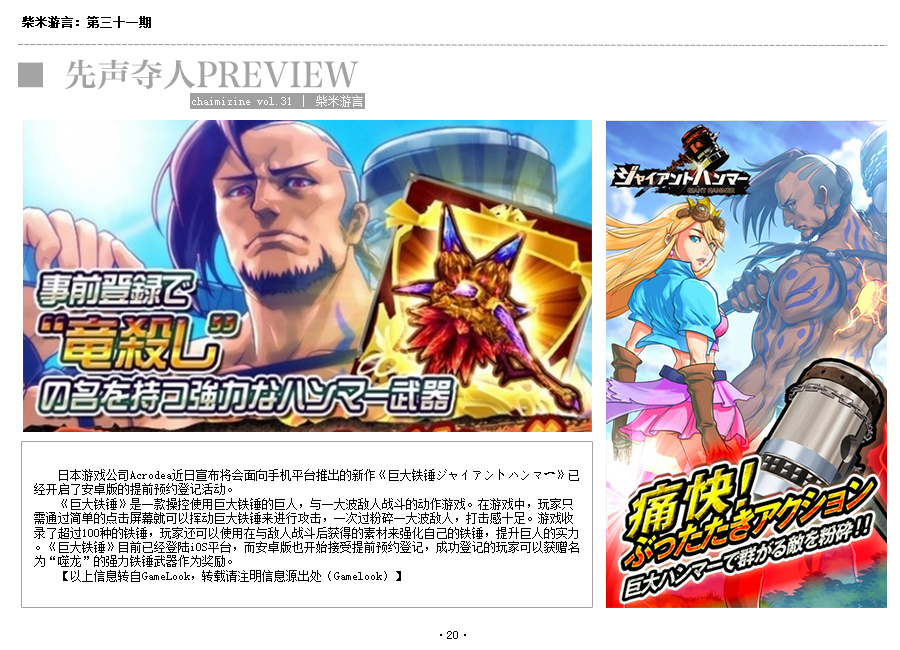 柴米游言：第三十一期
先声夺人PREVIEW
chaimizine vol.31 | 柴米游言
事前登録で
“竜殺し”
の名を持つ強力なハンマー武器
ジャイアントハンマー
GIANT HAMMER
痛快!
ぶったたきアクション
巨大ハンマーで群がる敵を粉砕!!
日本游戏公司Acrodea近日宣布将会面向手机平台推出的新作《巨大铁锤ジャイアントハンマー》已
经开启了安卓版的提前预约登记活动。
《巨大铁锤》是一款操控使用巨大铁锤的巨人，与一大波敌人战斗的动作游戏。在游戏中，玩家只
需通过简单的点击屏幕就可以挥动巨大铁锤来进行攻击，一次过粉碎一大波敌人，打击感十足。游戏收
录了超过100种的铁锤，玩家还可以使用在与敌人战斗后获得的素材来强化自己的铁锤，提升巨人的实力
。《巨大铁锤》目前已经登陆iOS平台，而安卓版也开始接受提前预约登记，成功登记的玩家可以获赠名
为“噬龙”的强力铁锤武器作为奖励。
【以上信息转自GameLook，转载请注明信息源出处（Gamelook）】
·20·